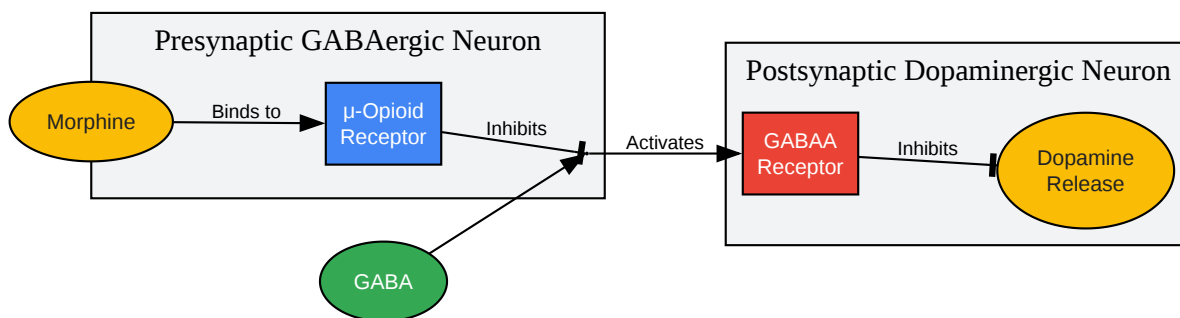 Presynaptic GABAergic Neuron
Morphine
Binds to
μ-Opioid
Receptor
Inhibits
GABA
Activates
Postsynaptic Dopaminergic Neuron
GABAA
Receptor
Inhibits
Dopamine
Release